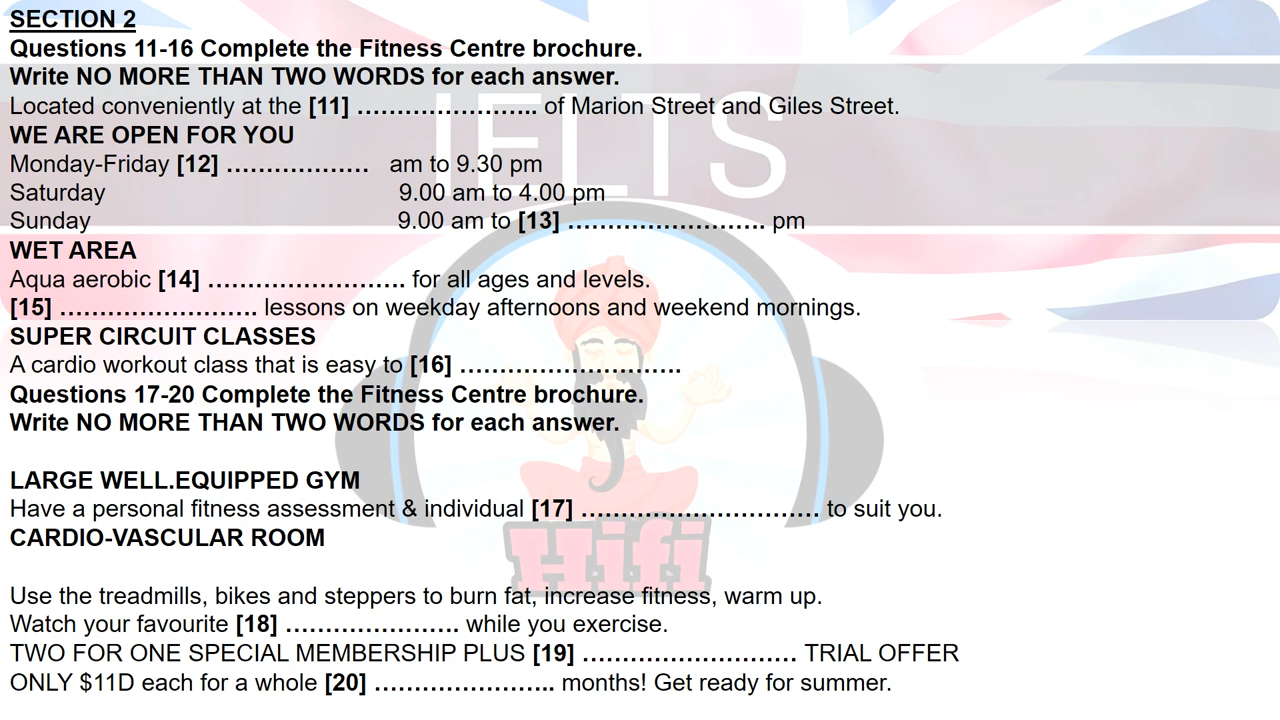 SECTION 2
Questions 11-16 Complete the Fitness Centre brochure.
Write NO MORE THAN TWO WORDS for each answer.
Located conveniently at the [11] ………………….. of Marion Street and Giles Street.
WE ARE OPEN FOR YOU
Monday-Friday [12] ……………… am to 9.30 pm
Saturday 9.00 am to 4.00 pm
Sunday 9.00 am to [13] ……………………. pm
WET AREA
Aqua aerobic [14] ……………………. for all ages and levels.
[15] ……………………. lessons on weekday afternoons and weekend mornings.
SUPER CIRCUIT CLASSES
A cardio workout class that is easy to [16] ……………………….
Questions 17-20 Complete the Fitness Centre brochure.
Write NO MORE THAN TWO WORDS for each answer.
LARGE WELL.EQUIPPED GYM
Have a personal fitness assessment & individual [17] ………………………… to suit you.
CARDIO-VASCULAR ROOM
Use the treadmills, bikes and steppers to burn fat, increase fitness, warm up.
Watch your favourite [18] …………………. while you exercise.
TWO FOR ONE SPECIAL MEMBERSHIP PLUS [19] ……………………… TRIAL OFFER
ONLY $11D each for a whole [20] ………………….. months! Get ready for summer.
IELTS
Hifi